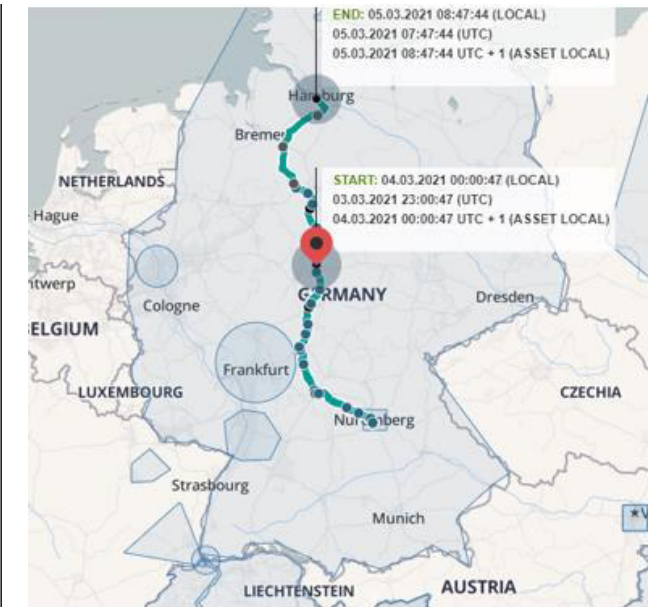 END: 05.03.2021 08:47:44 (LOCAL)
05.03.2021 07:47:44 (UTC)
05.03.2021 08:47:44 UTC + 1 (ASSET LOCAL)
Hamburg
Bremen
START: 04.03.2021 00:00:47 (LOCAL)
03.03.2021 23:00:47 (UTC)
04.03.2021 00:00:47 UTC + 1 (ASSET LOCAL)
NETHERLANDS
Hague
ntwerp
GERMANY
Dresden
Cologne
ELGIUM
Frankfurt
LUXEMBOURG
CZECHIA
Nuremberg
Strasbourg
Munich
LIECHTENSTEIN
AUSTRIA